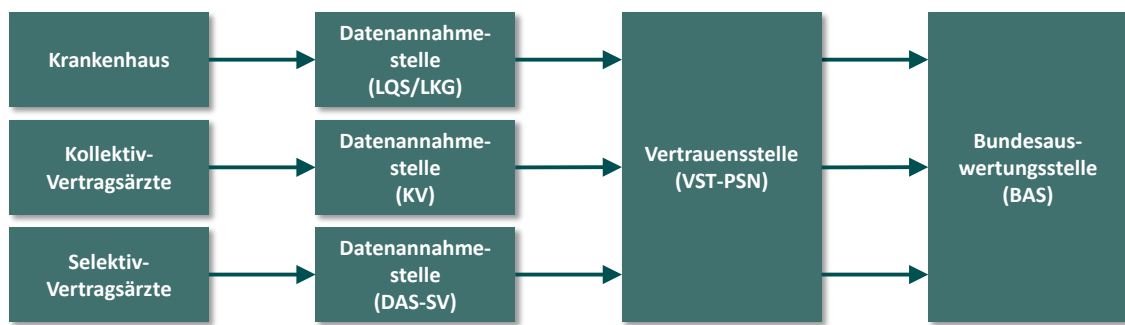 Krankenhaus
Datenannahme-
stelle
(LQS/LKG)
Kollektiv-
Vertragsärzte
Datenannahme-
stelle
(KV)
Selektiv-
Vertragsärzte
Datenannahme-
stelle
(DAS-SV)
Vertrauensstelle
(VST-PSN)
Bundesaus-
wertungsstelle
(BAS)